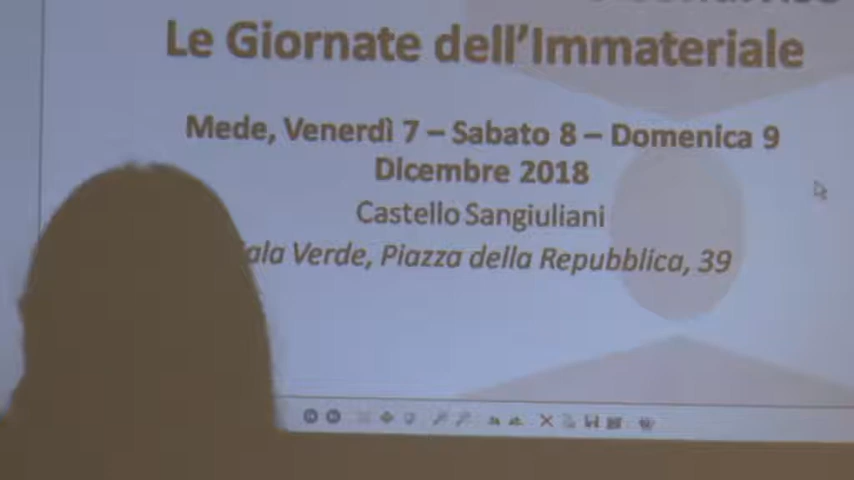 Le Giornate dell'Immateriale
Mede, Venerdì 7 – Sabato 8 – Domenica 9
Dicembre 2018
Castello Sangiuliani
Verde, Piazza della Repubblica, 39